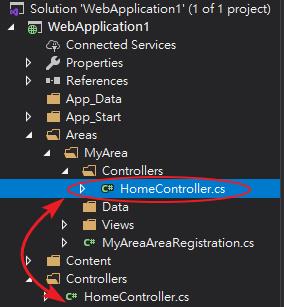 Solution 'WebApplication1' (1 of 1 project)
WebApplication1
Connected Services
Properties
References
App_Data
App_Start
Areas
MyArea
Controllers
C# HomeController.cs
Data
Views
C# MyAreaAreaRegistration.cs
Content
Controllers
C# HomeController.cs